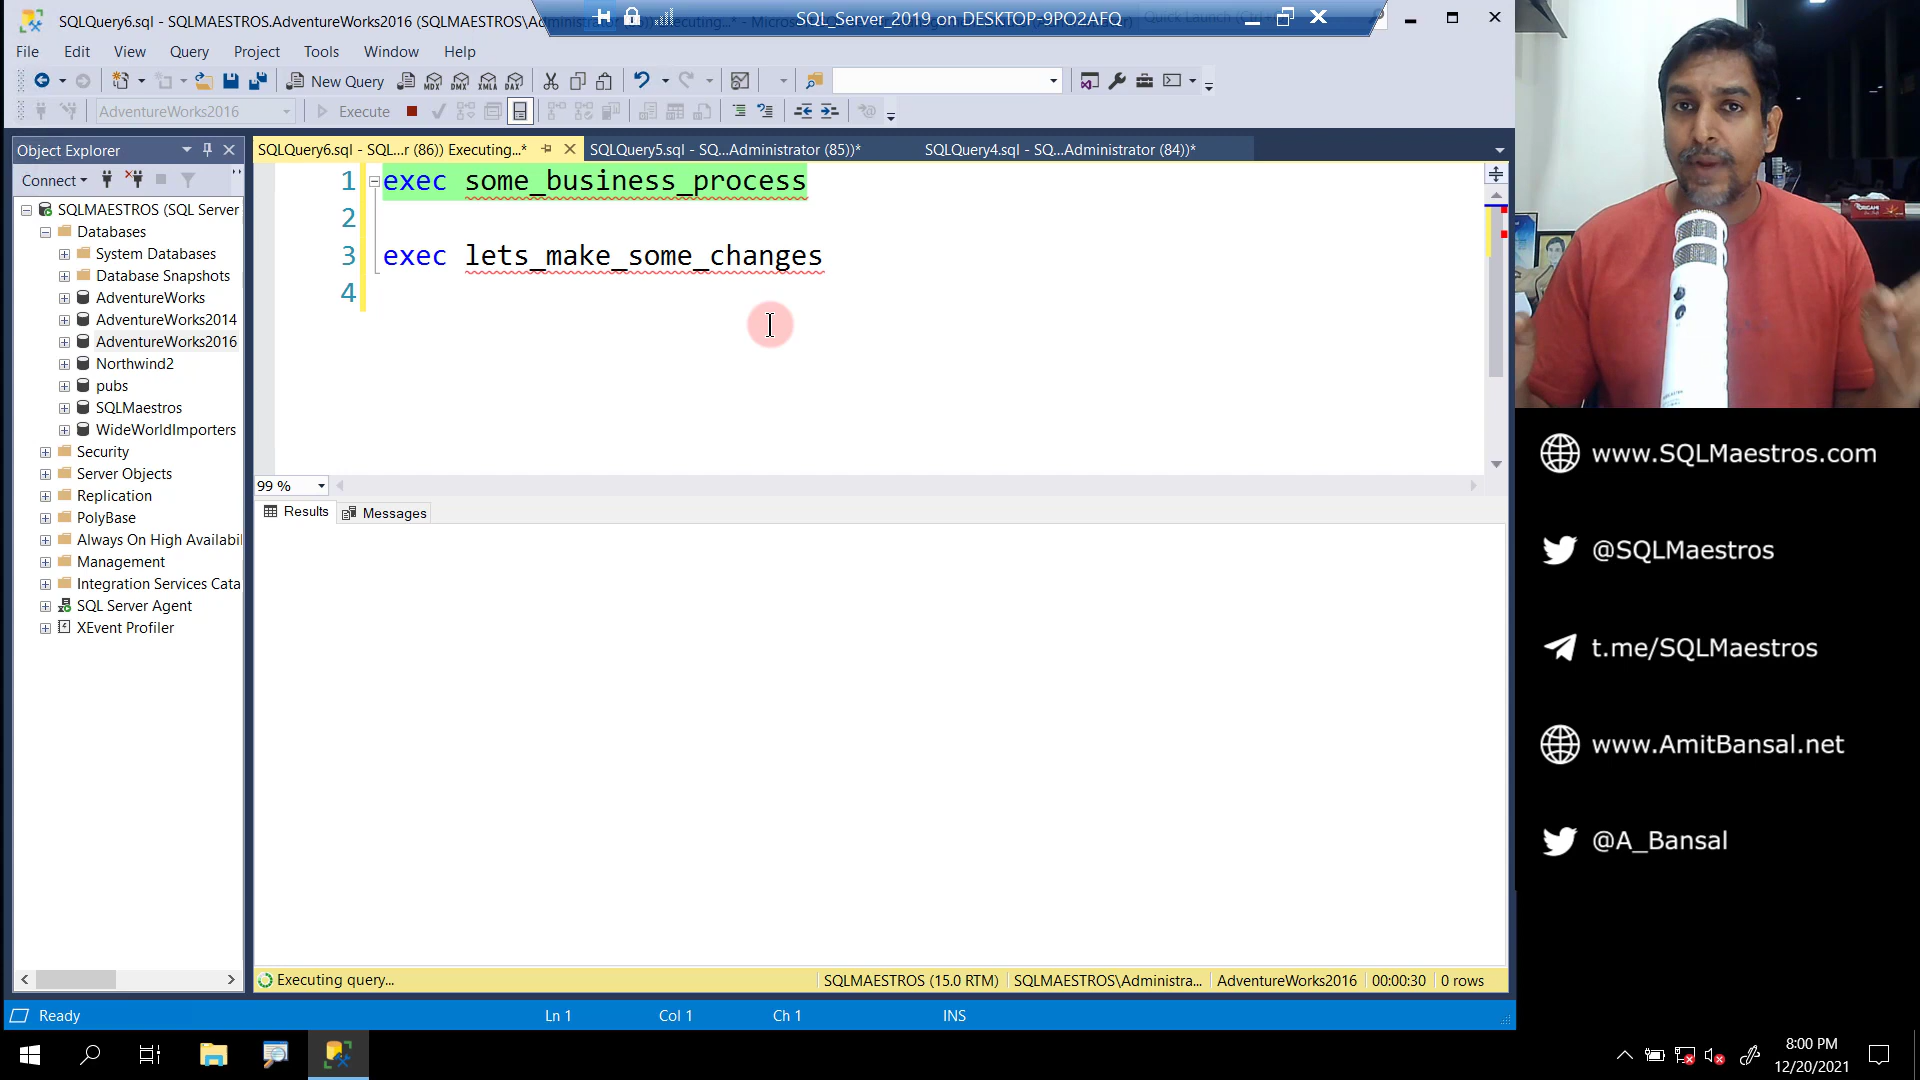 SQLQuery6.sql - SQLMAESTROS.AdventureWorks2016 (SQLMAESTROS\Ad
SQL_Server_2019 on DESKTOP-9PO2AFQ
File Edit View Query Project Tools Window Help
New Query
AdventureWorks2016
Execute
Object Explorer
SQLQuery6.sql - SQL...r (86)) Executing...*
SQLQuery5.sql - SQ...Administrator (85))*
SQLQuery4.sql - SQ...Administrator (84))*
Connect
SQLMAESTROS (SQL Server
Databases
System Databases
Database Snapshots
AdventureWorks
AdventureWorks2014
AdventureWorks2016
Northwind2
pubs
SQLMaestros
WideWorldImporters
Security
Server Objects
Replication
PolyBase
Always On High Availabil
Management
Integration Services Cata
SQL Server Agent
XEvent Profiler
1 exec some_business_process
2
3 exec lets_make_some_changes
4
99 %
Results Messages
Executing query...
SQLMAESTROS (15.0 RTM) SQLMAESTROS\Administra... AdventureWorks2016 00:00:30 0 rows
Ready Ln 1 Col 1 Ch 1 INS
8:00 PM
12/20/2021
www.SQLMaestros.com
@SQLMaestros
t.me/SQLMaestros
www.AmitBansal.net
@A_Bansal